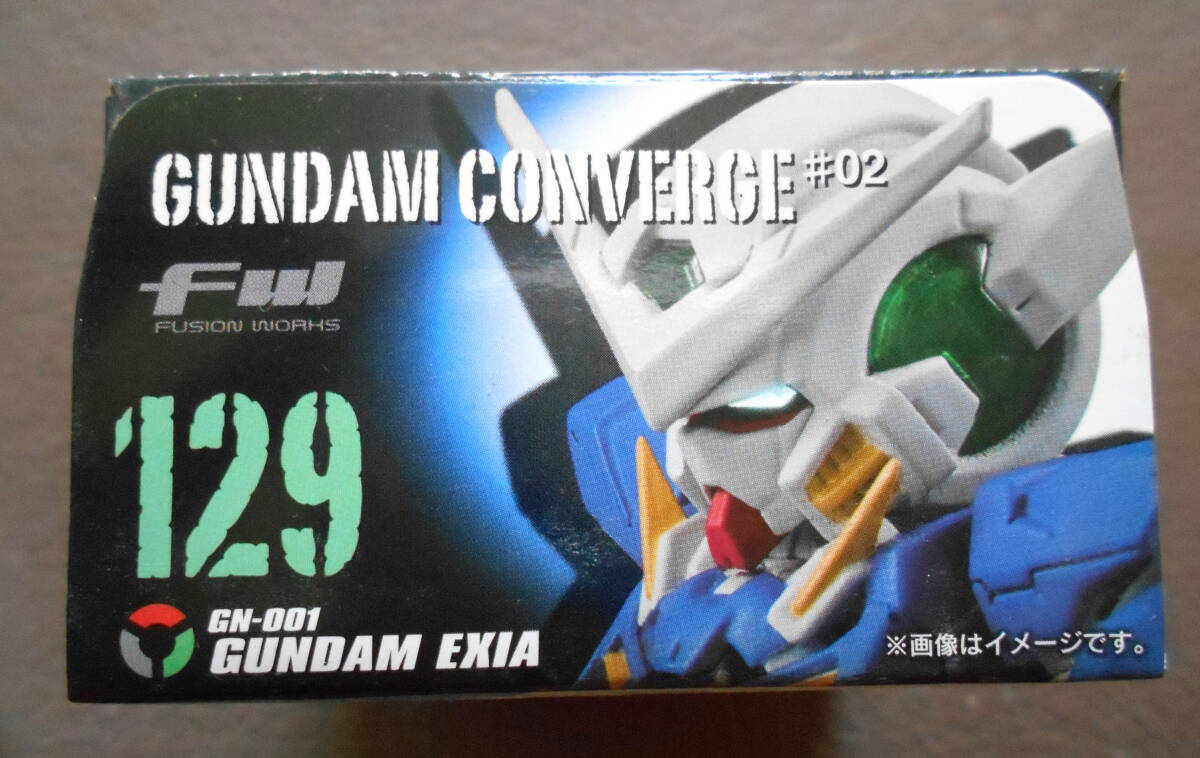 GUNDAM CONVERGE #02
FW
FUSION WORKS
129
GN-001
GUNDAM EXIA
※画像はイメージです。